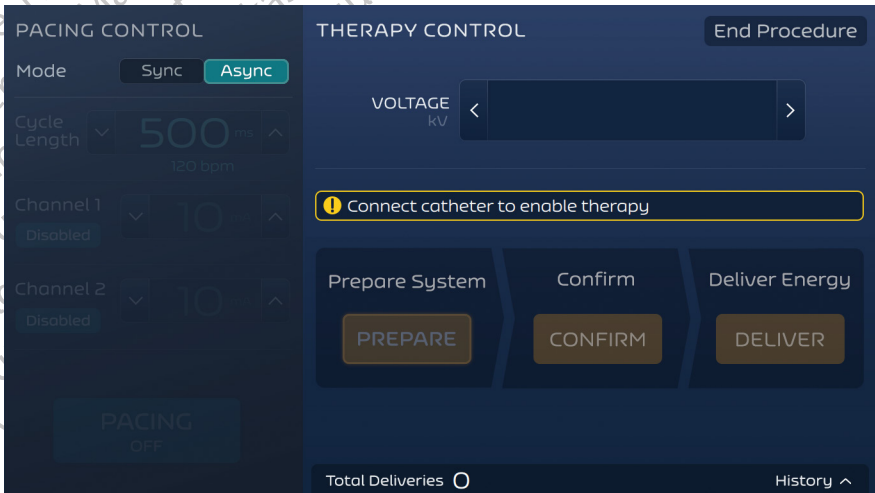 PACING CONTROL
Mode
Sync
Async
Cycle
Length
500 ms
120 bpm
Channel 1
Disabled
10
Channel 2
Disabled
10
PACING
OFF
THERAPY CONTROL
End Procedure
VOLTAGE
kV
Connect catheter to enable therapy
Prepare System
Confirm
Deliver Energy
PREPARE
CONFIRM
DELIVER
Total Deliveries 0
History